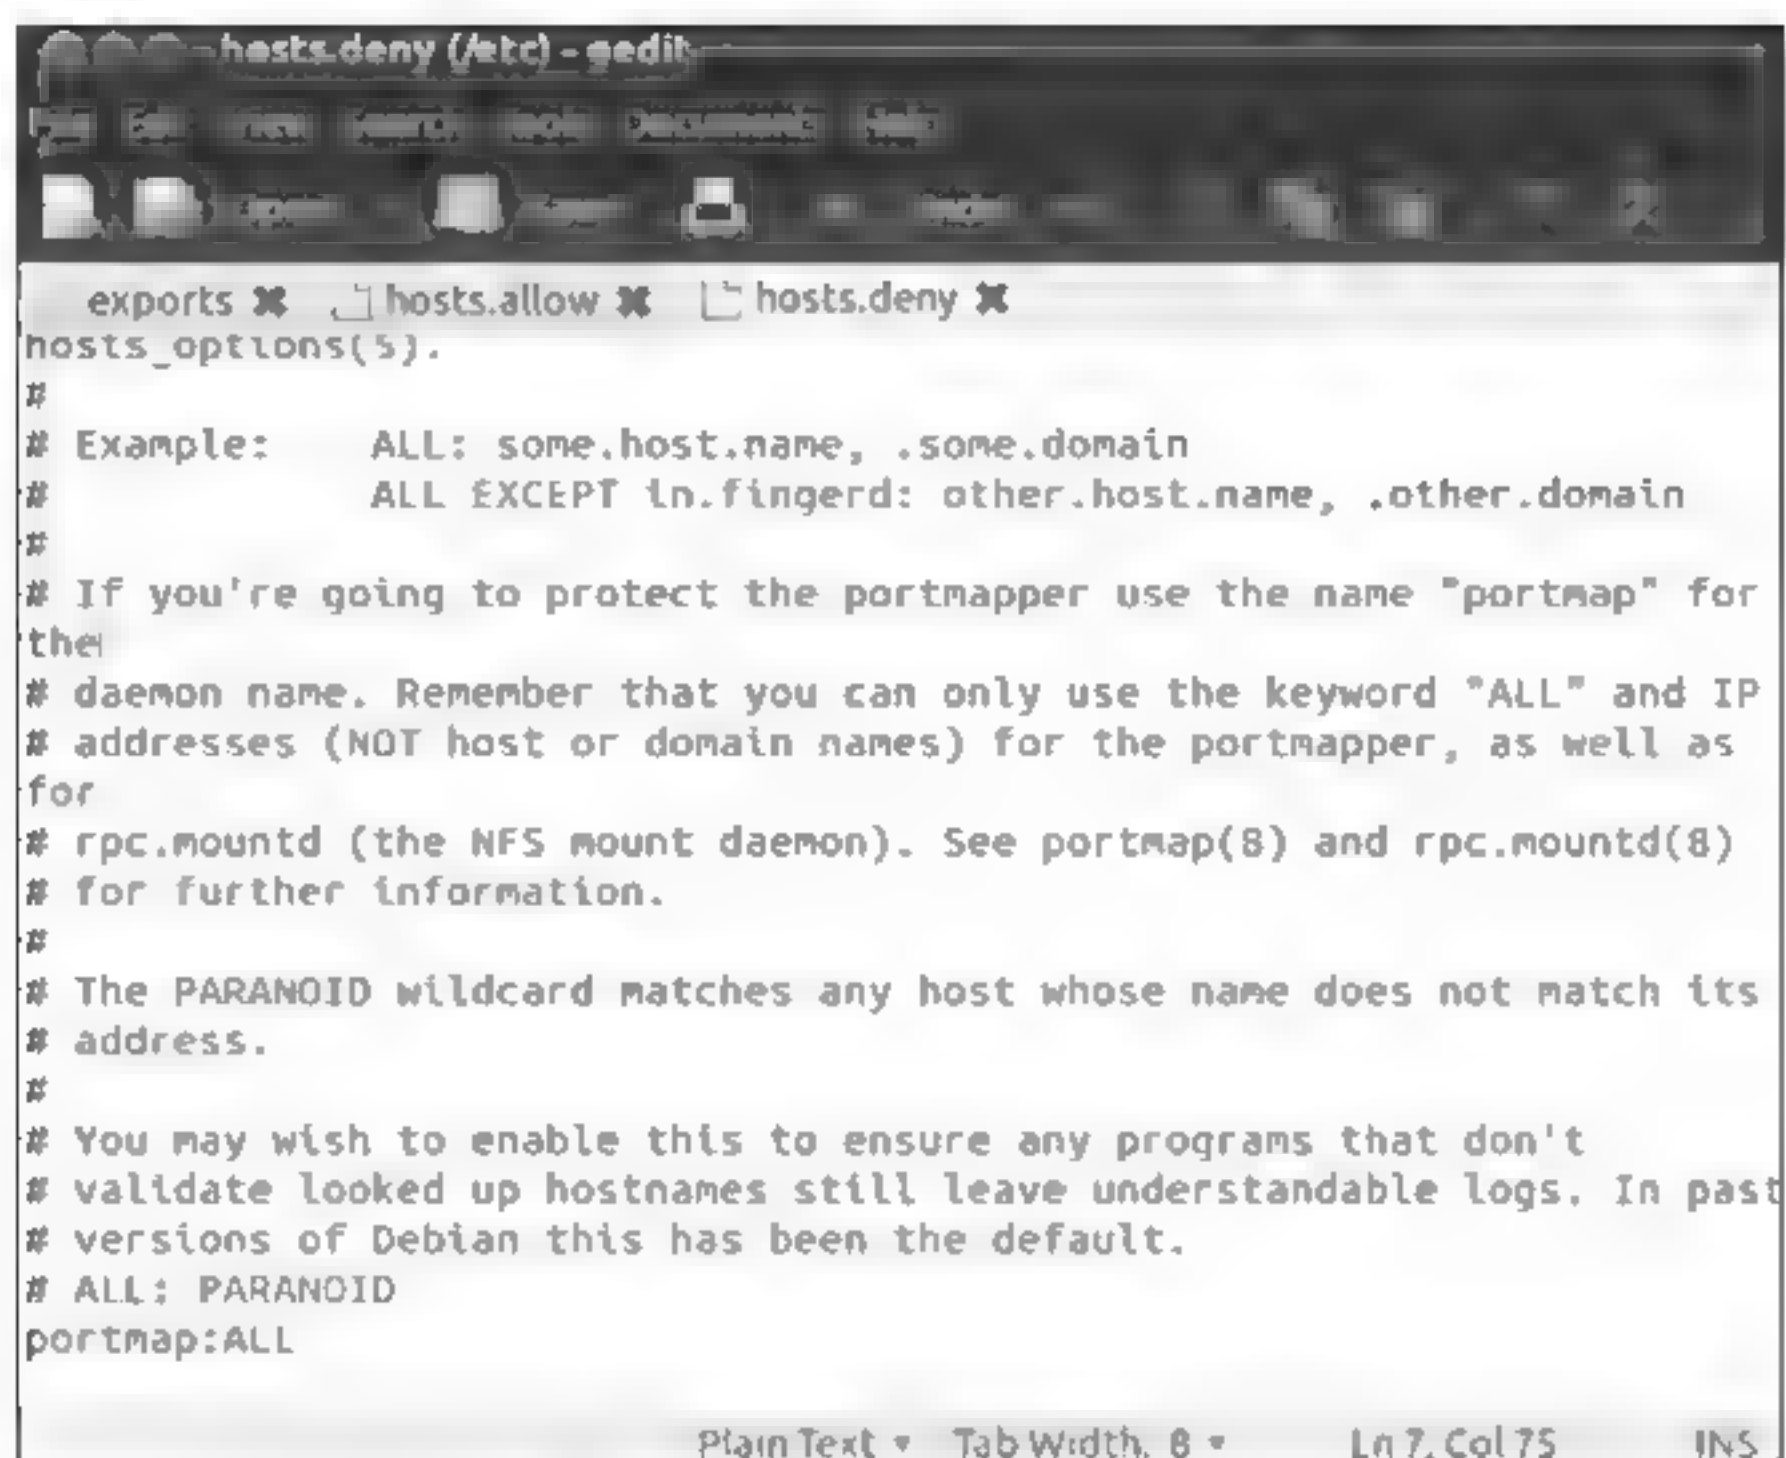 hosts.deny (/etc) - gedit
exports hosts.allow hosts.deny
hosts_options(5).
#
# Example:    ALL: some.host.name, .some.domain
#             ALL EXCEPT in.fingerd: other.host.name, .other.domain
#
# If you're going to protect the portmapper use the name "portmap" for
the
# daemon name. Remember that you can only use the keyword "ALL" and IP
# addresses (NOT host or domain names) for the portmapper, as well as
for
# rpc.mountd (the NFS mount daemon). See portmap(8) and rpc.mountd(8)
# for further information.
#
# The PARANOID wildcard matches any host whose name does not match its
# address.
#
# You may wish to enable this to ensure any programs that don't
# validate looked up hostnames still leave understandable logs. In past
# versions of Debian this has been the default.
# ALL: PARANOID
portmap:ALL
Plain Text Tab Width: 8 Ln 7, Col 75 INS